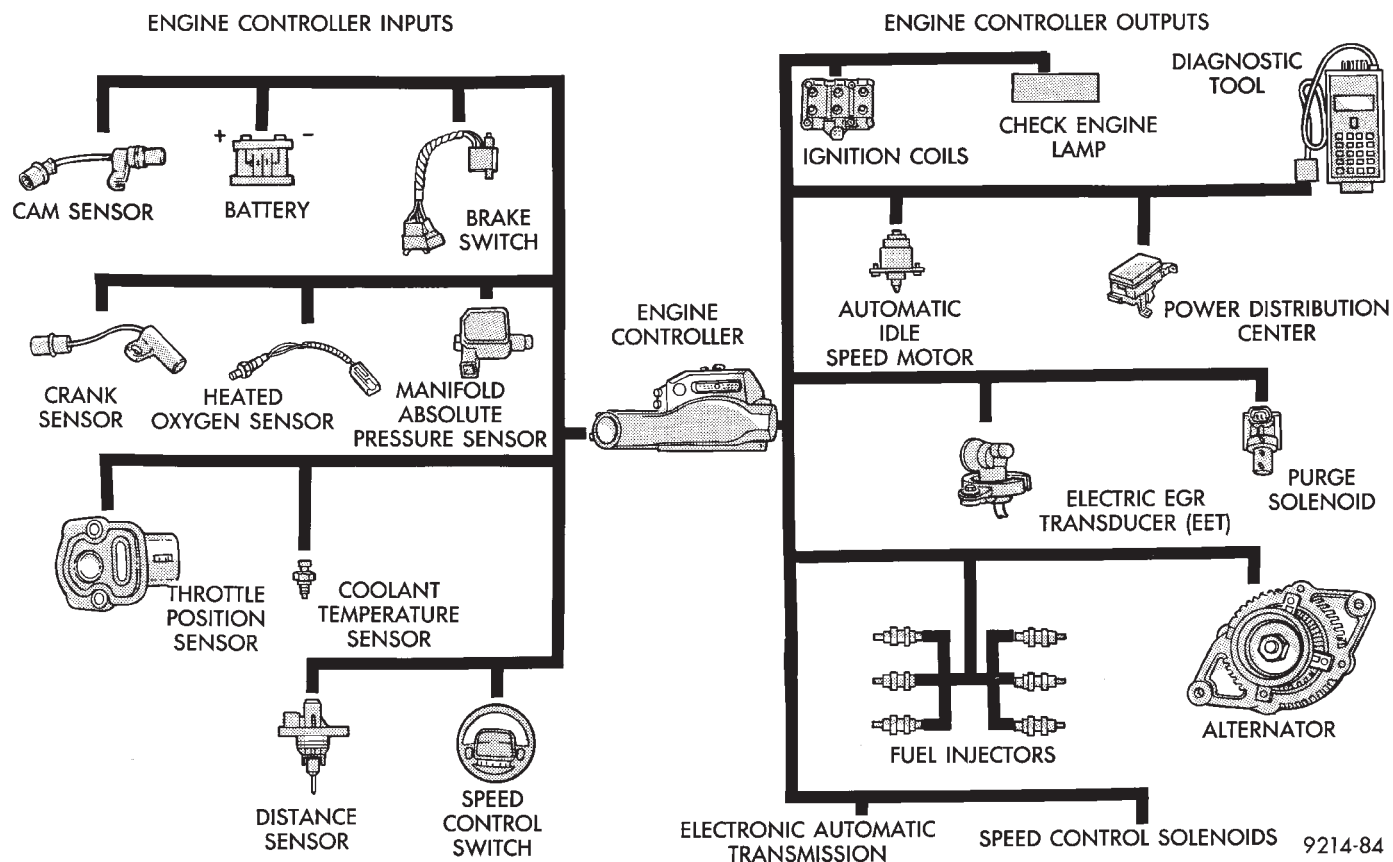 ENGINE CONTROLLER INPUTS
CAM SENSOR
+ −
BATTERY
BRAKE
SWITCH
CRANK
SENSOR
HEATED
OXYGEN SENSOR
MANIFOLD
ABSOLUTE
PRESSURE SENSOR
THROTTLE
POSITION
SENSOR
COOLANT
TEMPERATURE
SENSOR
DISTANCE
SENSOR
SPEED
CONTROL
SWITCH
ENGINE
CONTROLLER
ENGINE CONTROLLER OUTPUTS
IGNITION COILS
CHECK ENGINE
LAMP
DIAGNOSTIC
TOOL
AUTOMATIC
IDLE
SPEED MOTOR
POWER DISTRIBUTION
CENTER
ELECTRIC EGR
TRANSDUCER (EET)
PURGE
SOLENOID
FUEL INJECTORS
ALTERNATOR
ELECTRONIC AUTOMATIC
TRANSMISSION
SPEED CONTROL SOLENOIDS
9214-84